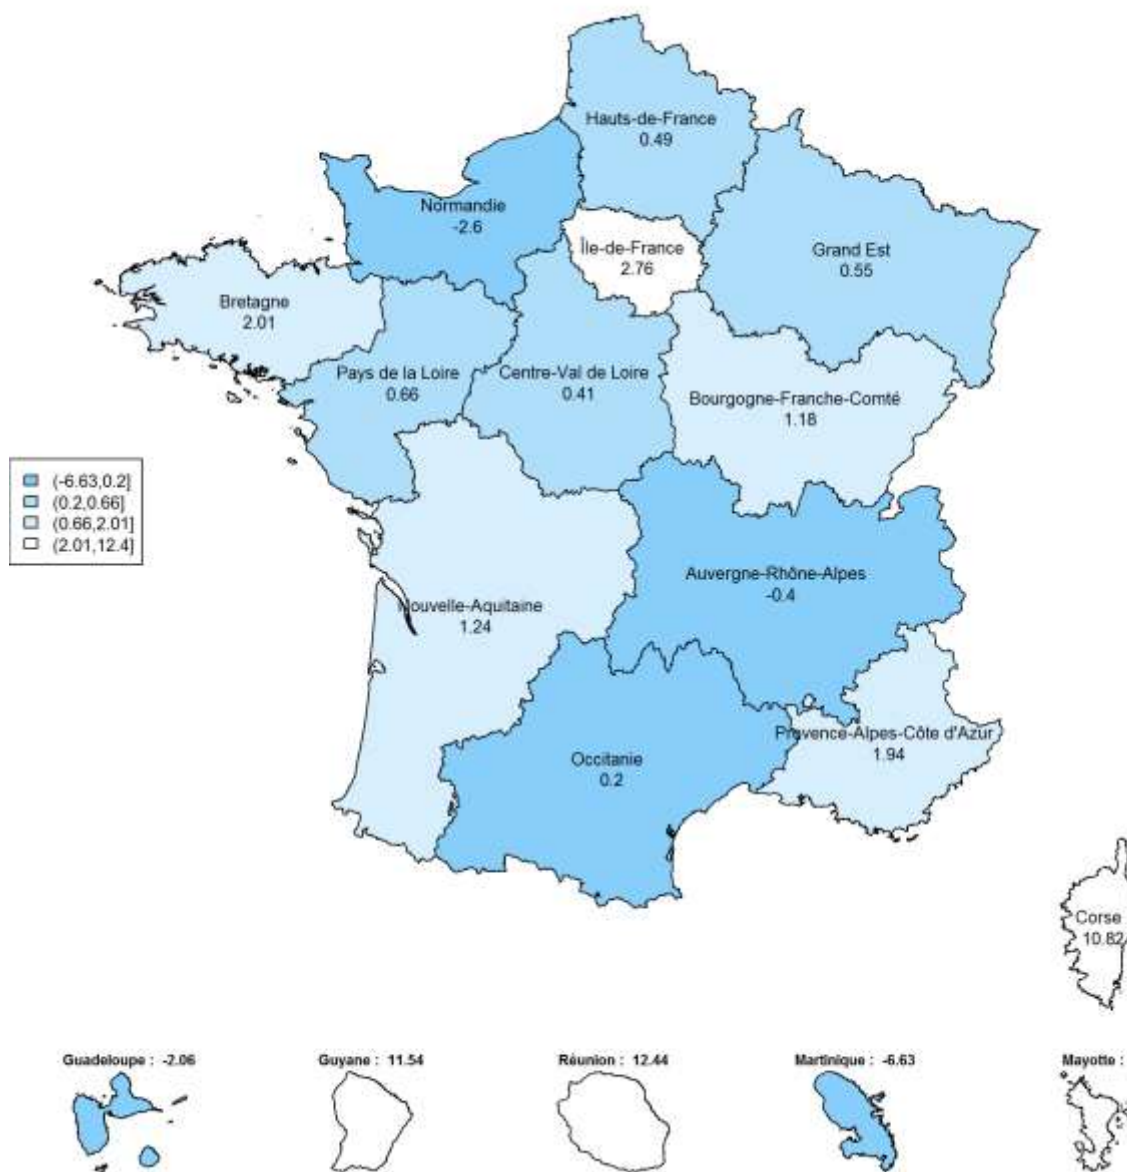 Hauts-de-France
0.49
Normandie
-2.6
Île-de-France
2.76
Grand Est
0.55
Bretagne
2.01
Pays de la Loire
0.66
Centre-Val de Loire
0.41
Bourgogne-Franche-Comté
1.18
(-6.63,0.2]
(0.2,0.66]
(0.66,2.01]
(2.01,12.4]
Auvergne-Rhône-Alpes
-0.4
Nouvelle-Aquitaine
1.24
Provence-Alpes-Côte d'Azur
1.94
Occitanie
0.2
Corse
10.82
Guadeloupe : -2.06
Guyane : 11.54
Réunion : 12.44
Martinique : -6.63
Mayotte :